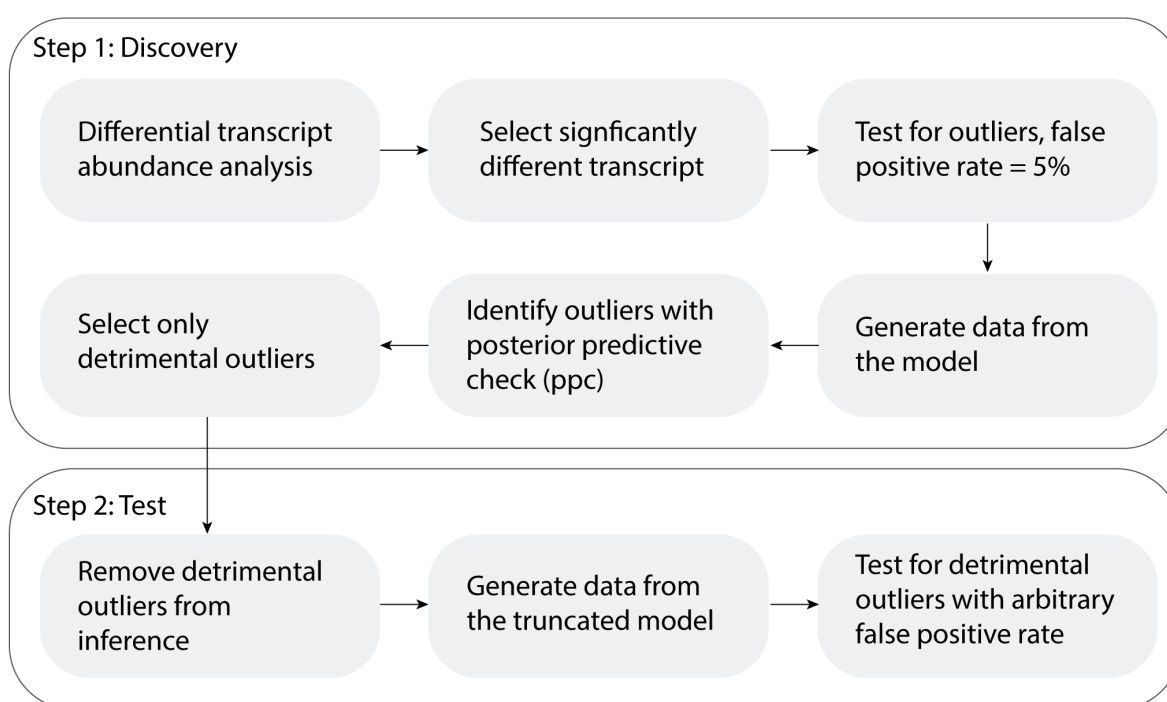 Step 1: Discovery
Differential transcript
abundance analysis
Select signficantly
different transcript
Test for outliers, false
positive rate = 5%
Select only
detrimental outliers
Identify outliers with
posterior predictive
check (ppc)
Generate data from
the model
Step 2: Test
Remove detrimental
outliers from
inference
Generate data from
the truncated model
Test for detrimental
outliers with arbitrary
false positive rate